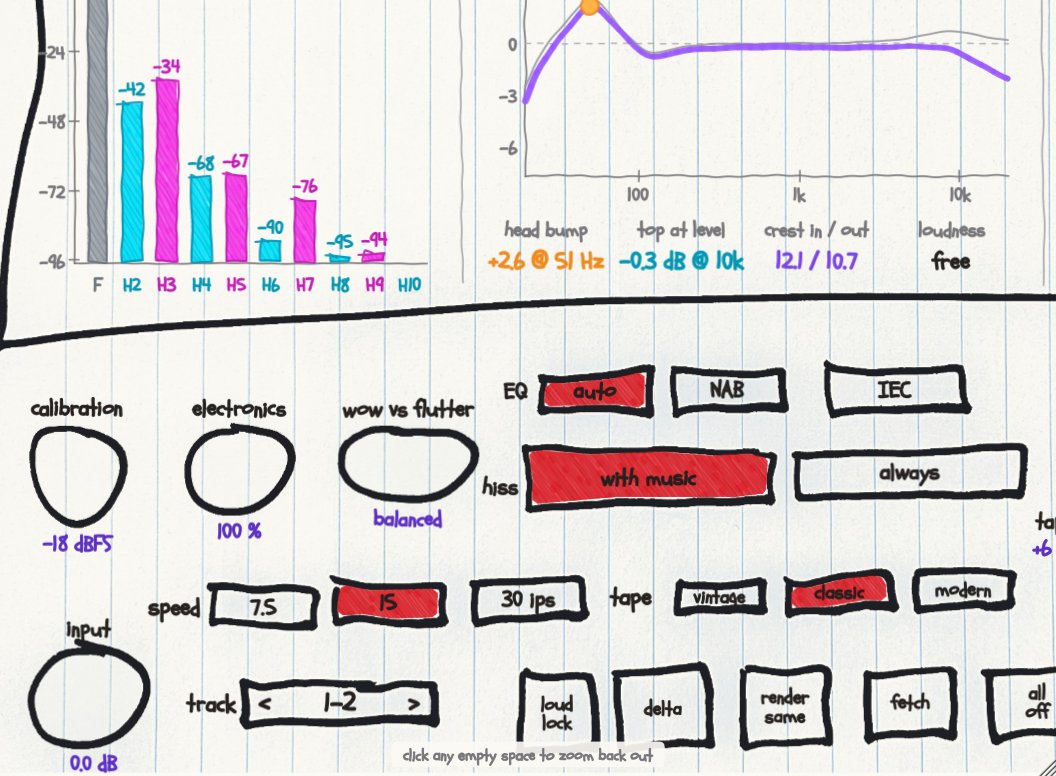 -24
-48
-72
-96
-42
-34
-68
-67
-90
-76
-95
-94
F H2 H3 H4 H5 H6 H7 H8 H9 H10
0
-3
-6
100 1k 10k
head bump top at level crest in / out loudness
+2.6 @ 51 Hz -0.3 dB @ 10k 12.1 / 10.7 free
EQ auto NAB IEC
calibration electronics wow vs flutter
hiss with music always
-18 dBFS 100 % balanced
+6
speed 7.5 15 30 ips tape vintage classic modern
input
0.0 dB
track < 1-2 >
loud
lock
delta
render
same
fetch
all
off
click any empty space to zoom back out